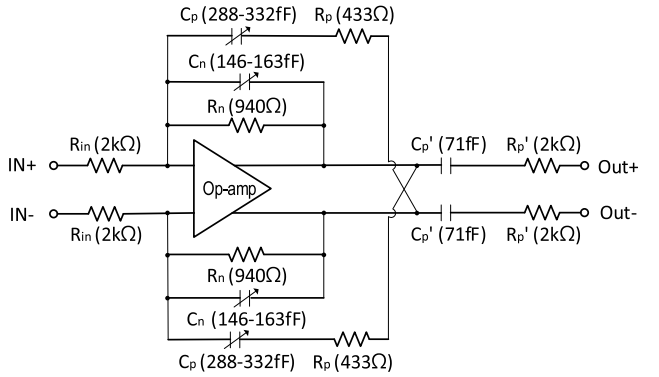 Cp (288-332fF) Rp (433Ω)
Cn (146-163fF)
Rn (940Ω)
Rin (2kΩ) Cp' (71fF) Rp' (2kΩ)
IN+ Out+
Op-amp
IN- Out-
Rin (2kΩ) Cp' (71fF) Rp' (2kΩ)
Rn (940Ω)
Cn (146-163fF)
Cp (288-332fF) Rp (433Ω)